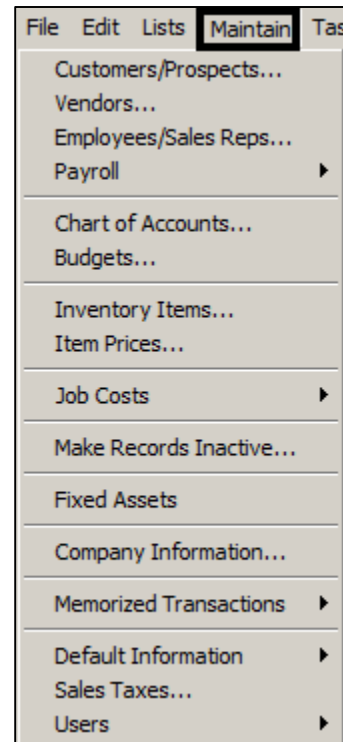 File Edit Lists Maintain Tas
Customers/Prospects...
Vendors...
Employees/Sales Reps...
Payroll
Chart of Accounts...
Budgets...
Inventory Items...
Item Prices...
Job Costs
Make Records Inactive...
Fixed Assets
Company Information...
Memorized Transactions
Default Information
Sales Taxes...
Users